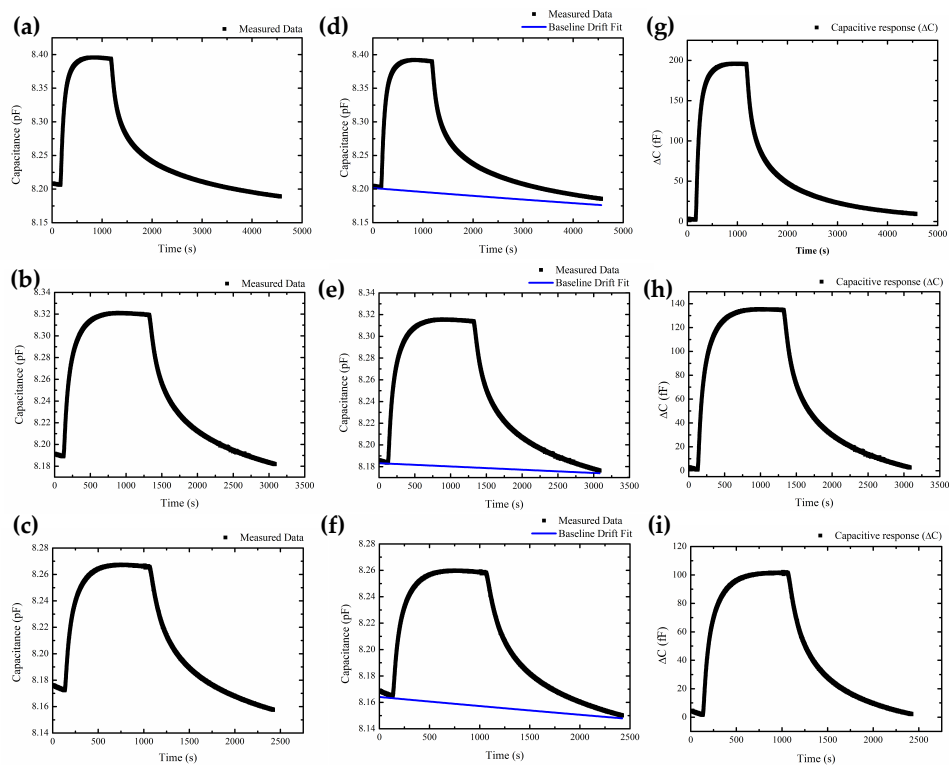 (a)
Measured Data
8.40
8.35
8.30
8.25
8.20
8.15
Capacitance (pF)
0 1000 2000 3000 4000 5000
Time (s)
(d)
Measured Data
Baseline Drift Fit
8.40
8.35
8.30
8.25
8.20
8.15
Capacitance (pF)
0 1000 2000 3000 4000 5000
Time (s)
(g)
Capacitive response (ΔC)
200
150
100
50
0
ΔC (fF)
0 1000 2000 3000 4000 5000
Time (s)
(b)
Measured Data
8.34
8.32
8.30
8.28
8.26
8.24
8.22
8.20
8.18
Capacitance (pF)
0 500 1000 1500 2000 2500 3000 3500
Time (s)
(e)
Measured Data
Baseline Drift Fit
8.34
8.32
8.30
8.28
8.26
8.24
8.22
8.20
8.18
Capacitance (pF)
0 500 1000 1500 2000 2500 3000 3500
Time (s)
(h)
Capacitive response (ΔC)
140
120
100
80
60
40
20
0
ΔC (fF)
0 500 1000 1500 2000 2500 3000 3500
Time (s)
(c)
Measured Data
8.28
8.26
8.24
8.22
8.20
8.18
8.16
8.14
Capacitance (pF)
0 500 1000 1500 2000 2500
Time (s)
(f)
Measured Data
Baseline Drift Fit
8.28
8.26
8.24
8.22
8.20
8.18
8.16
8.14
Capacitance (pF)
0 500 1000 1500 2000 2500
Time (s)
(i)
Capacitive response (ΔC)
120
100
80
60
40
20
0
ΔC (fF)
0 500 1000 1500 2000 2500
Time (s)